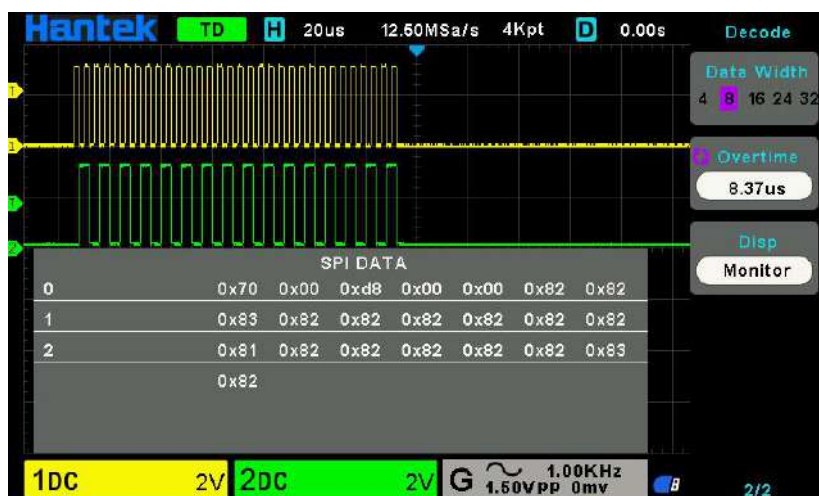 Hantek TD H 20us 12.50MSa/s 4Kpt D 0.00s Decode
Data Width
4 8 16 24 32
Overtime
8.37us
Disp
Monitor
T
1
T
2
SPI DATA
0 0x70 0x00 0xd8 0x00 0x00 0x82 0x82
1 0x83 0x82 0x82 0x82 0x82 0x82 0x82
2 0x81 0x82 0x82 0x82 0x82 0x82 0x83
0x82
1DC 2V 2DC 2V G 1.00KHz
1.50VPP 0mv
2/2